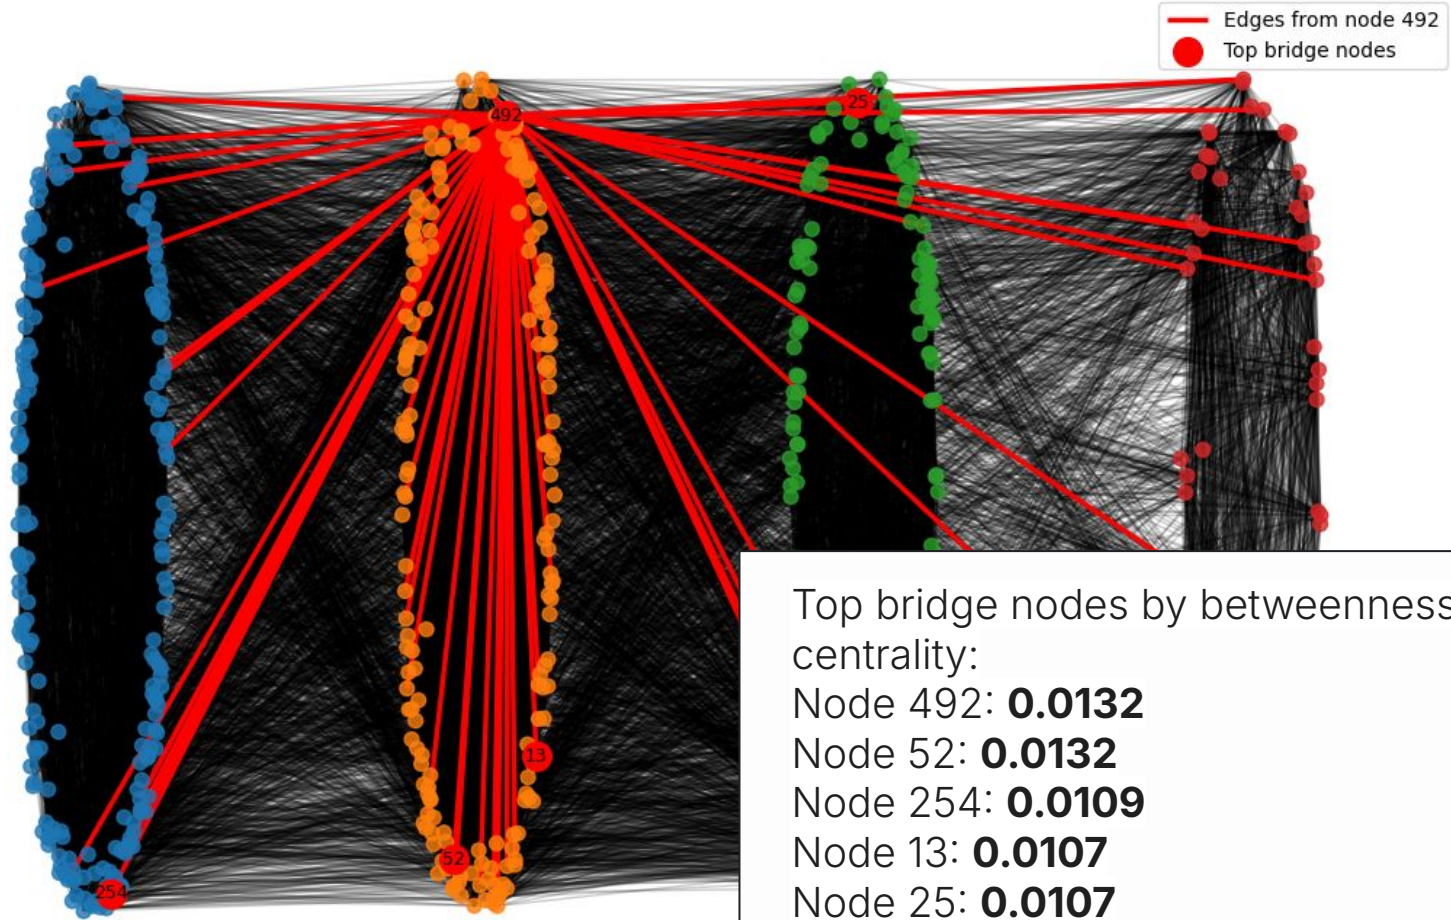 Edges from node 492
Top bridge nodes
492
25
13
52
254
Top bridge nodes by betweenness
centrality:
Node 492: 0.0132
Node 52: 0.0132
Node 254: 0.0109
Node 13: 0.0107
Node 25: 0.0107